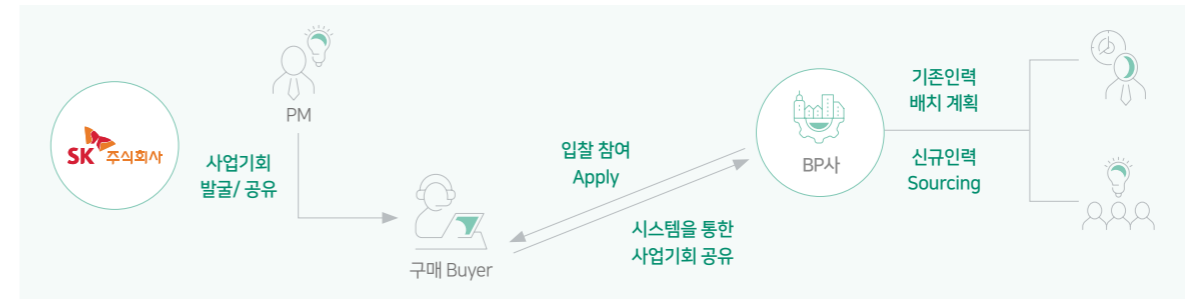 SK 주식회사
PM
사업기회
발굴/ 공유
구매 Buyer
입찰 참여
Apply
시스템을 통한
사업기회 공유
BP사
기존인력
배치 계획
신규인력
Sourcing